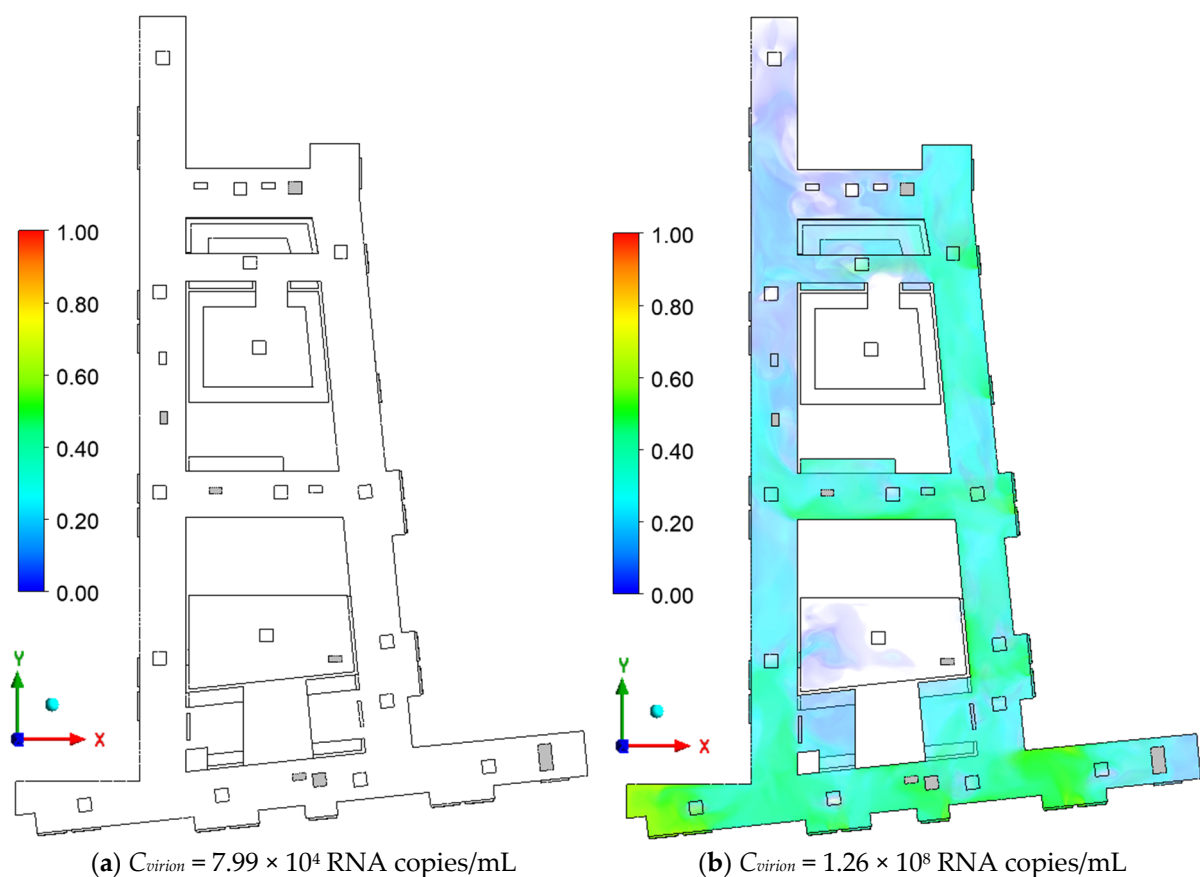 1.00
0.80
0.60
0.40
0.20
0.00
Y
X
(a) Cvirion = 7.99 × 10⁴ RNA copies/mL
1.00
0.80
0.60
0.40
0.20
0.00
Y
X
(b) Cvirion = 1.26 × 10⁸ RNA copies/mL